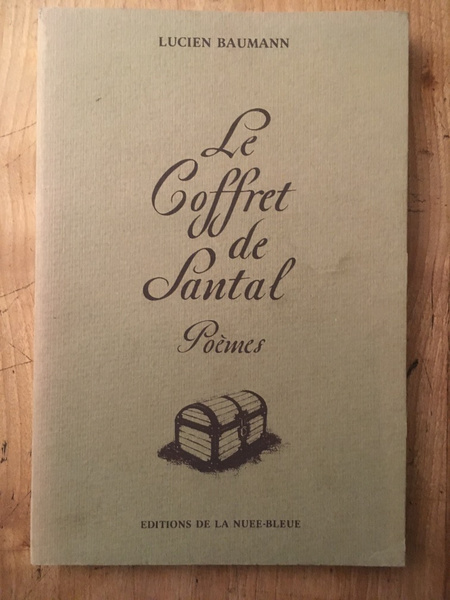 LUCIEN BAUMANN
Le
Coffret
de
Santal
Poèmes
EDITIONS DE LA NUEE-BLEUE